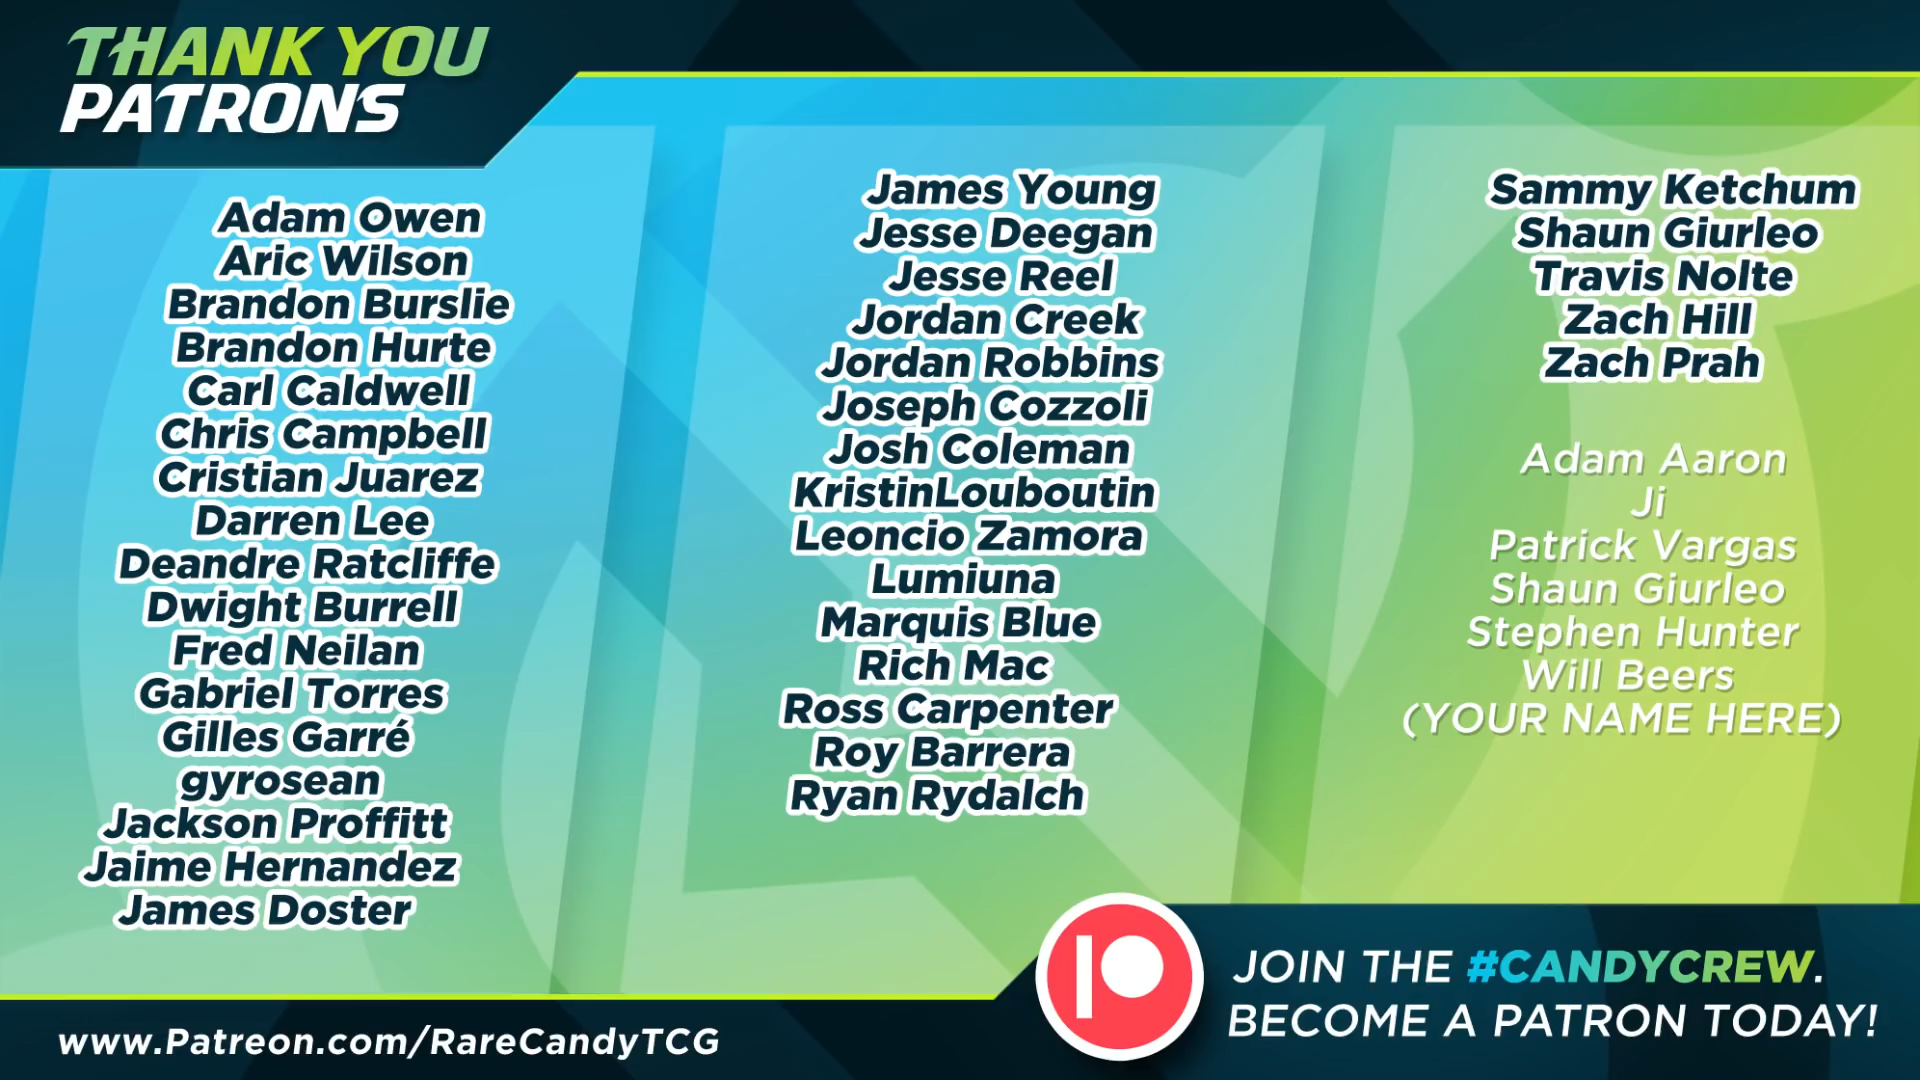 THANK YOU
PATRONS
Adam Owen
Aric Wilson
Brandon Burslie
Brandon Hurte
Carl Caldwell
Chris Campbell
Cristian Juarez
Darren Lee
Deandre Ratcliffe
Dwight Burrell
Fred Neilan
Gabriel Torres
Gilles Garré
gyrosean
Jackson Proffitt
Jaime Hernandez
James Doster
James Young
Jesse Deegan
Jesse Reel
Jordan Creek
Jordan Robbins
Joseph Cozzoli
Josh Coleman
KristinLouboutin
Leoncio Zamora
Lumiuna
Marquis Blue
Rich Mac
Ross Carpenter
Roy Barrera
Ryan Rydalch
Sammy Ketchum
Shaun Giurleo
Travis Nolte
Zach Hill
Zach Prah
Adam Aaron
Ji
Patrick Vargas
Shaun Giurleo
Stephen Hunter
Will Beers
(YOUR NAME HERE)
www.Patreon.com/RareCandyTCG
JOIN THE #CANDYCREW.
BECOME A PATRON TODAY!